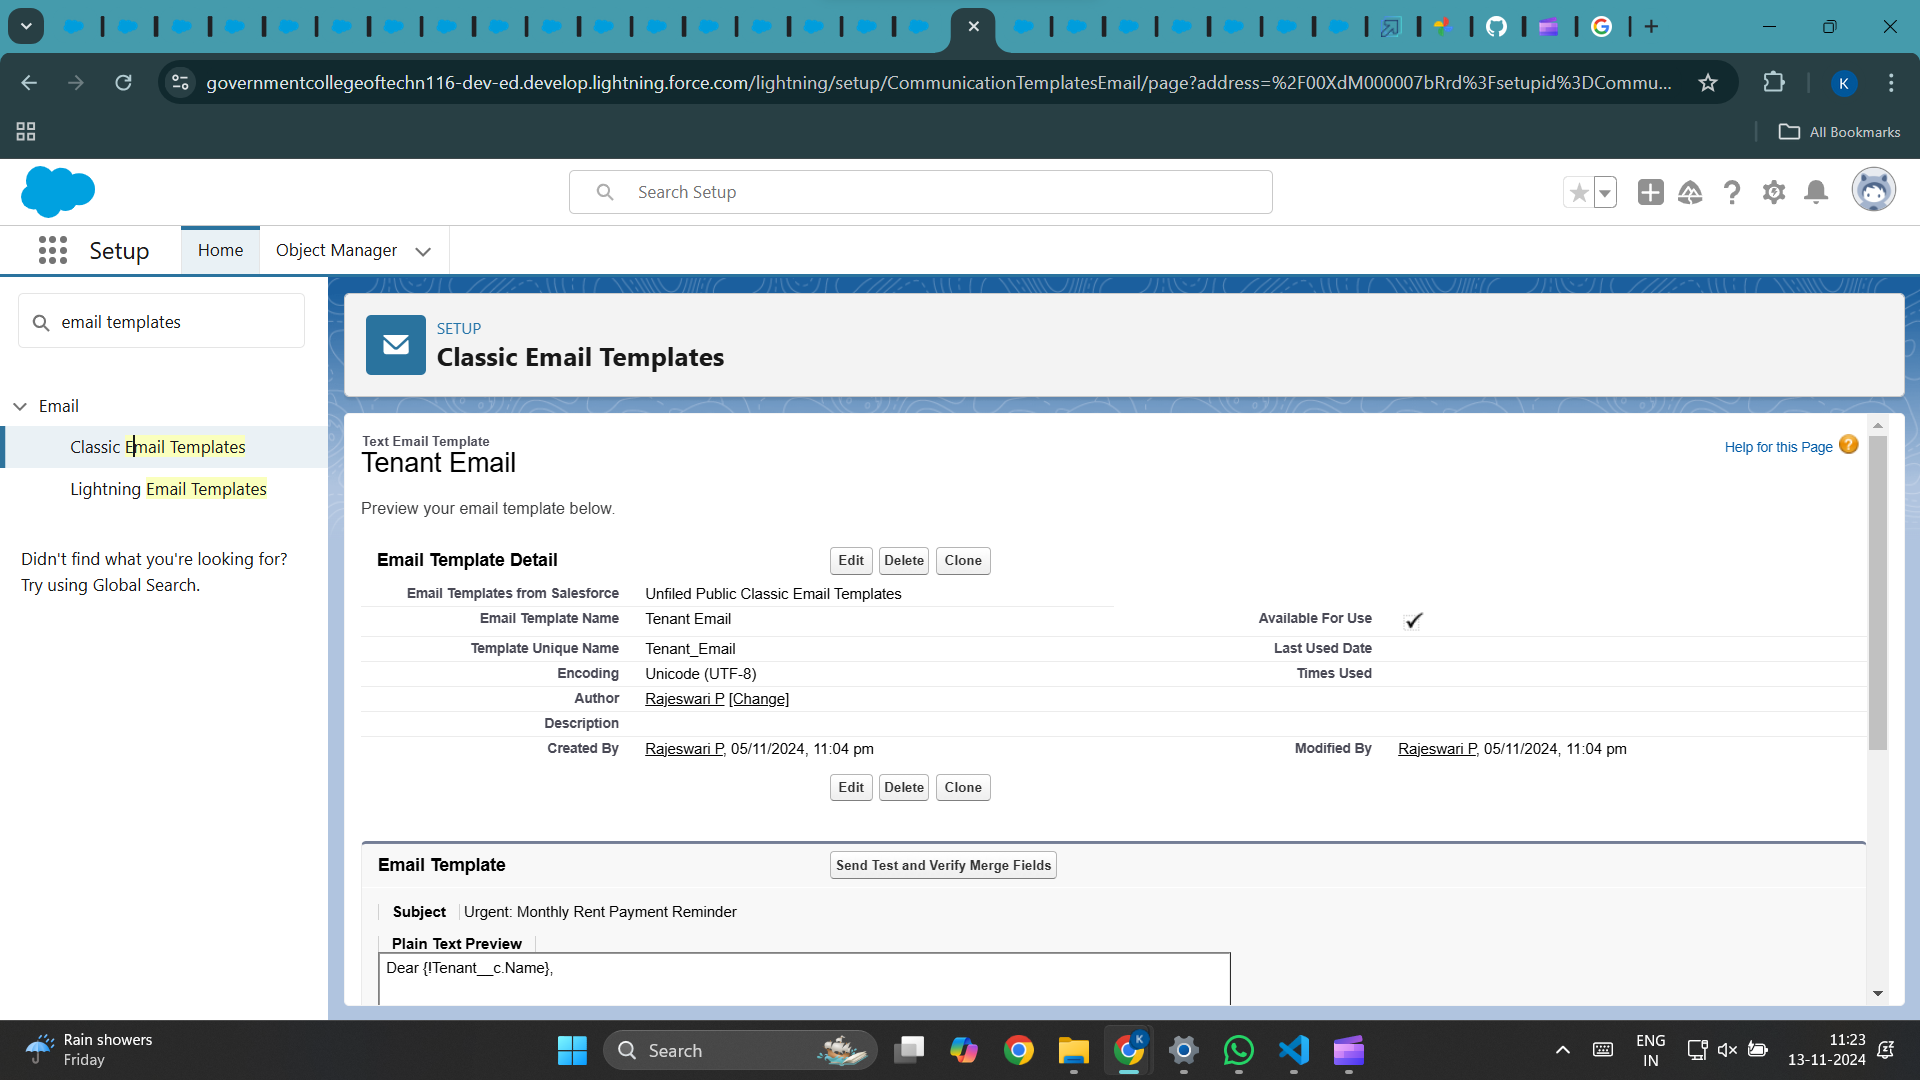 governmentcollegeoftechn116-dev-ed.develop.lightning.force.com/lightning/setup/CommunicationTemplatesEmail/page?address=%2F00XdM000007bRrd%3Fsetupid%3DCommu...
K
All Bookmarks
Search Setup
Setup
Home
Object Manager
email templates
Email
Classic Email Templates
Lightning Email Templates
Didn't find what you're looking for?
Try using Global Search.
SETUP
Classic Email Templates
Text Email Template
Tenant Email
Help for this Page ?
Preview your email template below.
Email Template Detail
Edit Delete Clone
Email Templates from Salesforce Unfiled Public Classic Email Templates
Email Template Name Tenant Email Available For Use
Template Unique Name Tenant_Email Last Used Date
Encoding Unicode (UTF-8) Times Used
Author Rajeswari P [Change]
Description
Created By Rajeswari P, 05/11/2024, 11:04 pm Modified By Rajeswari P, 05/11/2024, 11:04 pm
Edit Delete Clone
Email Template Send Test and Verify Merge Fields
Subject Urgent: Monthly Rent Payment Reminder
Plain Text Preview
Dear {!Tenant__c.Name},
Rain showers
Friday
Search
K
ENG
IN
11:23
13-11-2024